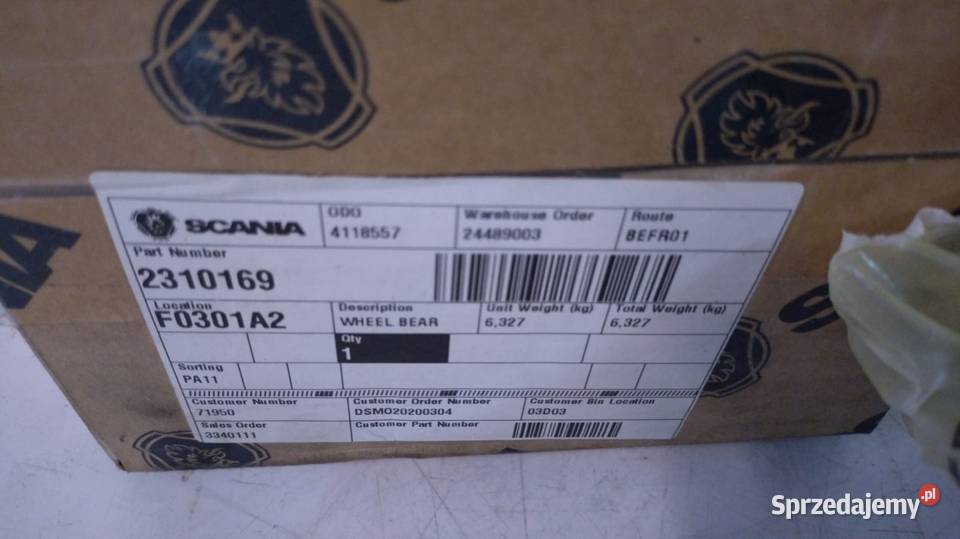 SCANIA
ODO
4118557
Warehouse Order
24489003
Route
BEFR01
Part Number
2310169
Location
F0301A2
Description
WHEEL BEAR
Unit Weight (kg)
6,327
Total Weight (kg)
6,327
Qty
1
Sorting
PA11
Customer Number
71950
Customer Order Number
DSMO20200304
Customer Bin Location
03D03
Sales Order
3340111
Customer Part Number
IA
S
Sprzedajemy.pl